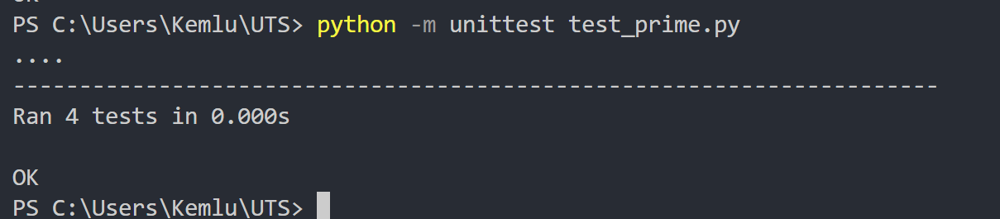 OK
PS C:\Users\Kemlu\UTS> python -m unittest test_prime.py
....
----------------------------------------------------------------------
Ran 4 tests in 0.000s
OK
PS C:\Users\Kemlu\UTS>